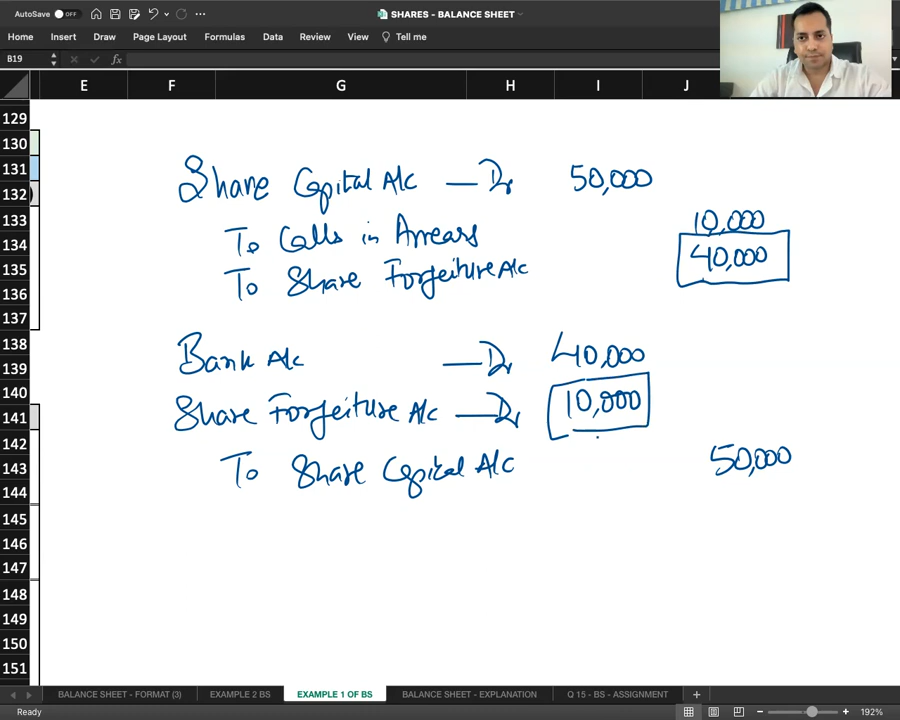 AutoSave OFF SHARES - BALANCE SHEET
Home Insert Draw Page Layout Formulas Data Review View Tell me
B19 fx
E F G H I J
129
130
131
132
133
134
135
136
137
138
139
140
141
142
143
144
145
146
147
148
149
150
151
Share Capital A/c — Dr 50,000
To Calls in Arrears 10,000
To Share Forfeiture A/c 40,000
Bank A/c — Dr 40,000
Share Forfeiture A/c — Dr 10,000
To Share Capital A/c 50,000
BALANCE SHEET - FORMAT (3) EXAMPLE 2 BS EXAMPLE 1 OF BS BALANCE SHEET - EXPLANATION Q 15 - BS - ASSIGNMENT +
Ready 192%